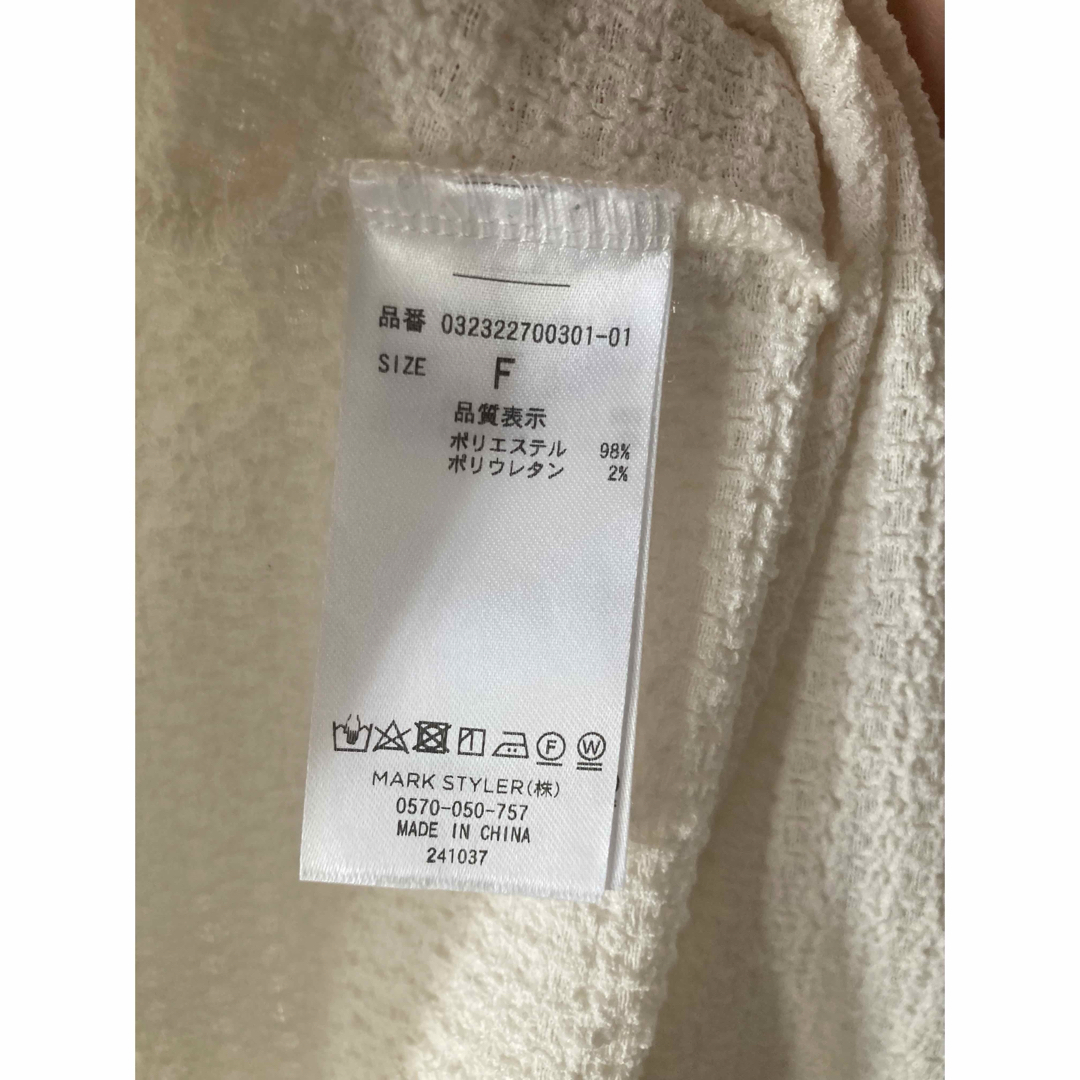 品番 032322700301-01
SIZE F
品質表示
ポリエステル 98%
ポリウレタン 2%
F W
MARK STYLER(株)
0570-050-757
MADE IN CHINA
241037